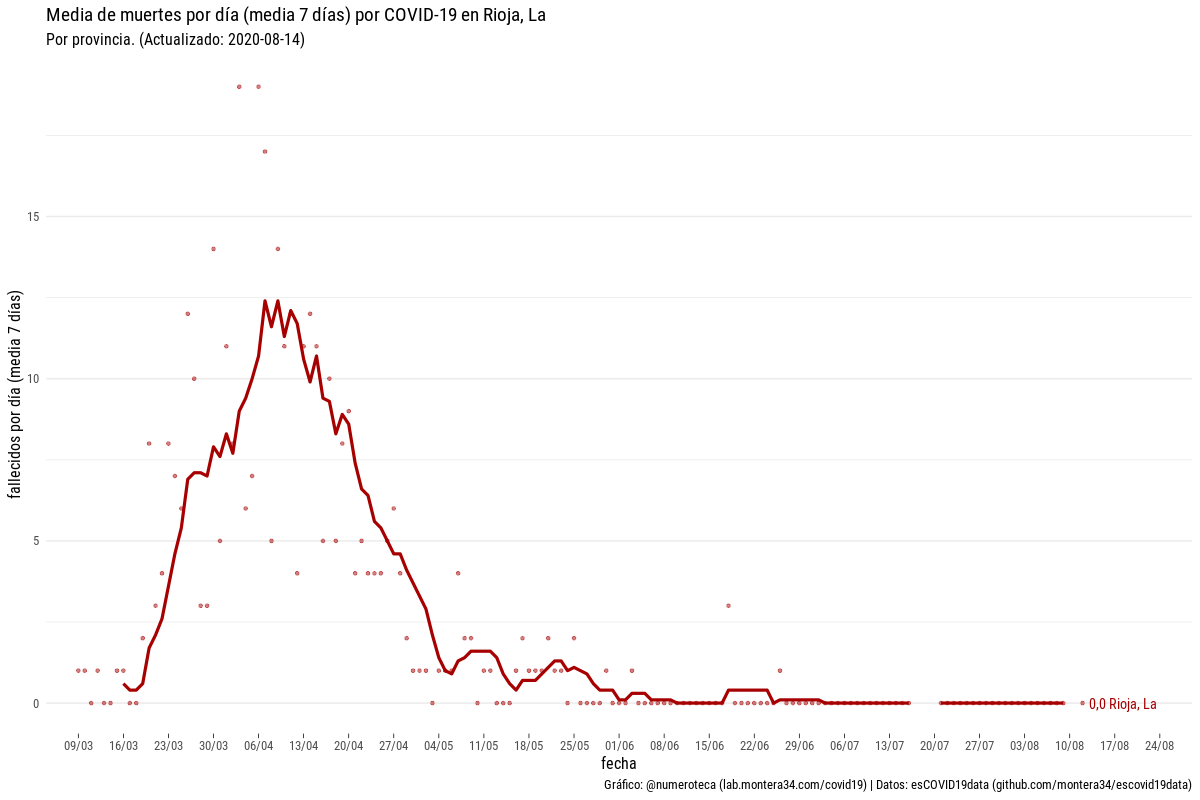 Media de muertes por día (media 7 días) por COVID-19 en Rioja, La
Por provincia. (Actualizado: 2020-08-14)
fallecidos por día (media 7 días)
15
10
5
0
0,0 Rioja, La
09/03 16/03 23/03 30/03 06/04 13/04 20/04 27/04 04/05 11/05 18/05 25/05 01/06 08/06 15/06 22/06 29/06 06/07 13/07 20/07 27/07 03/08 10/08 17/08 24/08
fecha
Gráfico: @numeroteca (lab.montera34.com/covid19) | Datos: esCOVID19data (github.com/montera34/escovid19data)